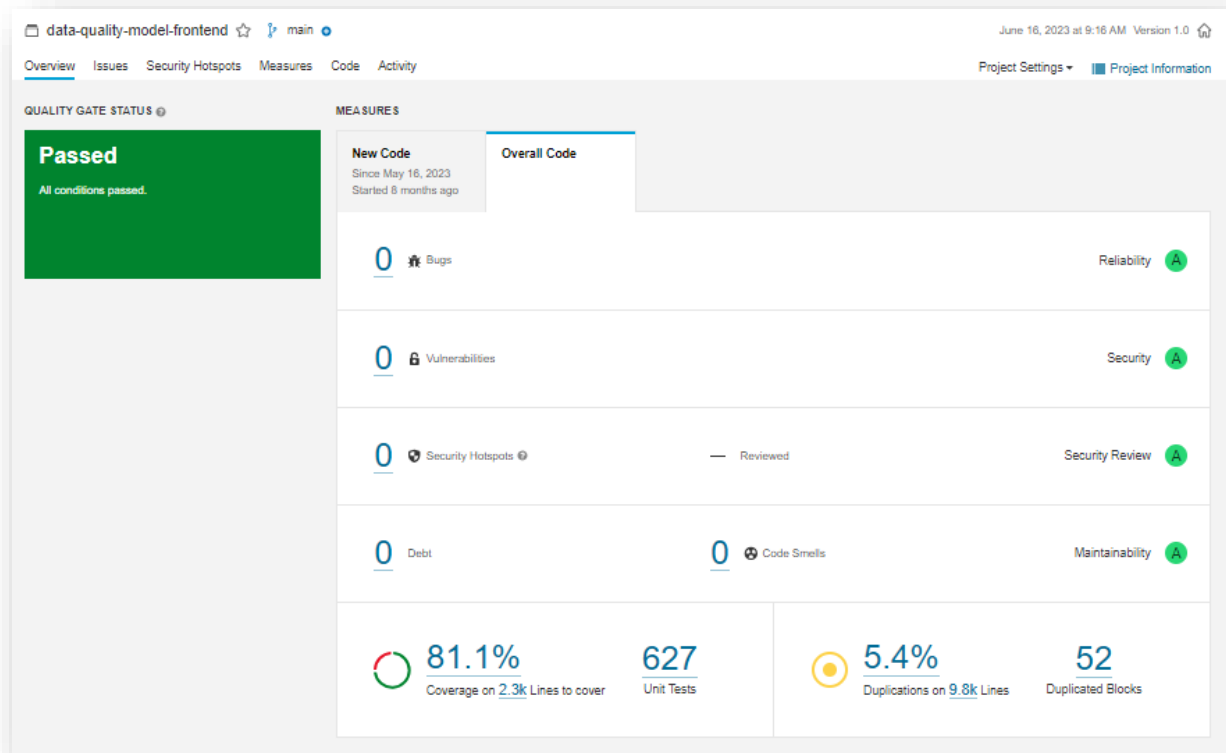 data-quality-model-frontend main
June 16, 2023 at 9:16 AM Version 1.0
Overview Issues Security Hotspots Measures Code Activity
Project Settings Project Information
QUALITY GATE STATUS
Passed
All conditions passed.
MEASURES
New Code
Since May 16, 2023
Started 8 months ago
Overall Code
0 Bugs
Reliability A
0 Vulnerabilities
Security A
0 Security Hotspots
— Reviewed
Security Review A
0 Debt
0 Code Smells
Maintainability A
81.1%
Coverage on 2.3k Lines to cover
627
Unit Tests
5.4%
Duplications on 9.8k Lines
52
Duplicated Blocks